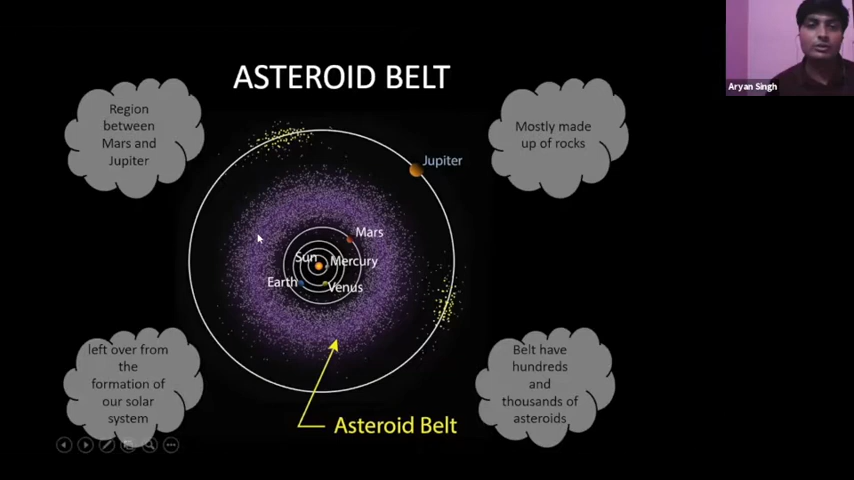 Aryan Singh
ASTEROID BELT
Region
between
Mars and
Jupiter
Mostly made
up of rocks
Jupiter
Mars
Sun
Mercury
Earth
Venus
left over from
the
formation of
our solar
system
Belt have
hundreds
and
thousands of
asteroids
Asteroid Belt